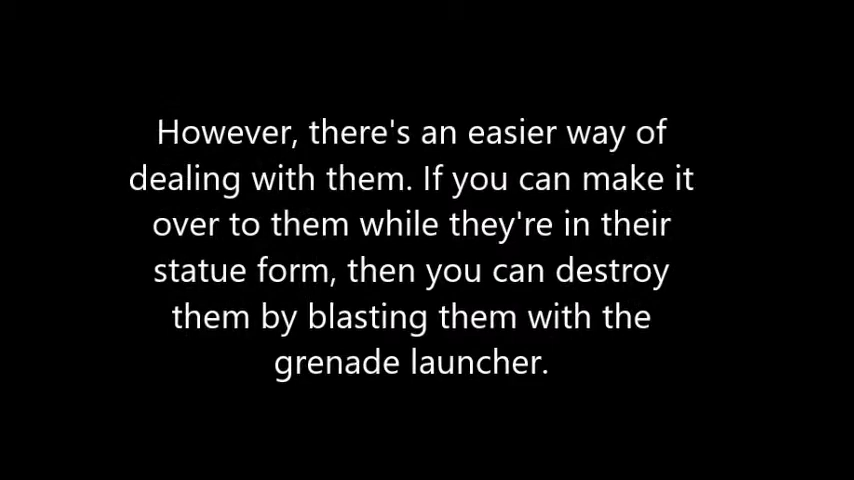 However, there's an easier way of
dealing with them. If you can make it
over to them while they're in their
statue form, then you can destroy
them by blasting them with the
grenade launcher.